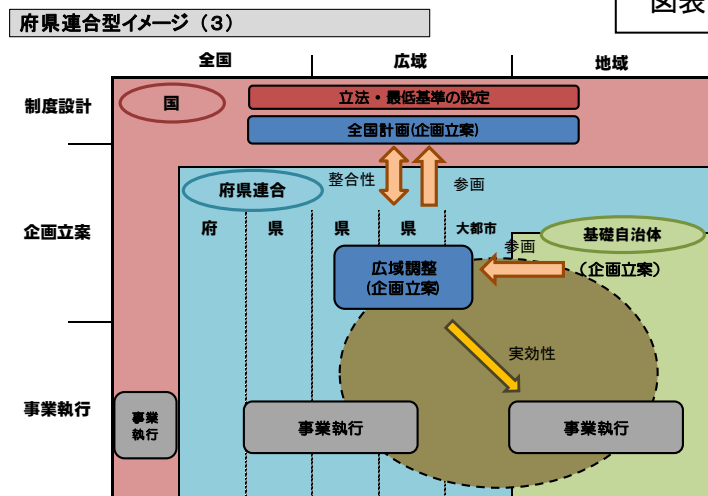 府県連合型イメージ（3）
図表
全国
広域
地域
制度設計
国
立法・最低基準の設定
全国計画(企画立案)
府県連合
整合性
参画
企画立案
府
県
県
県
大都市
基礎自治体
参画
（企画立案）
広域調整
(企画立案)
実効性
事業執行
事業
執行
事業執行
事業執行